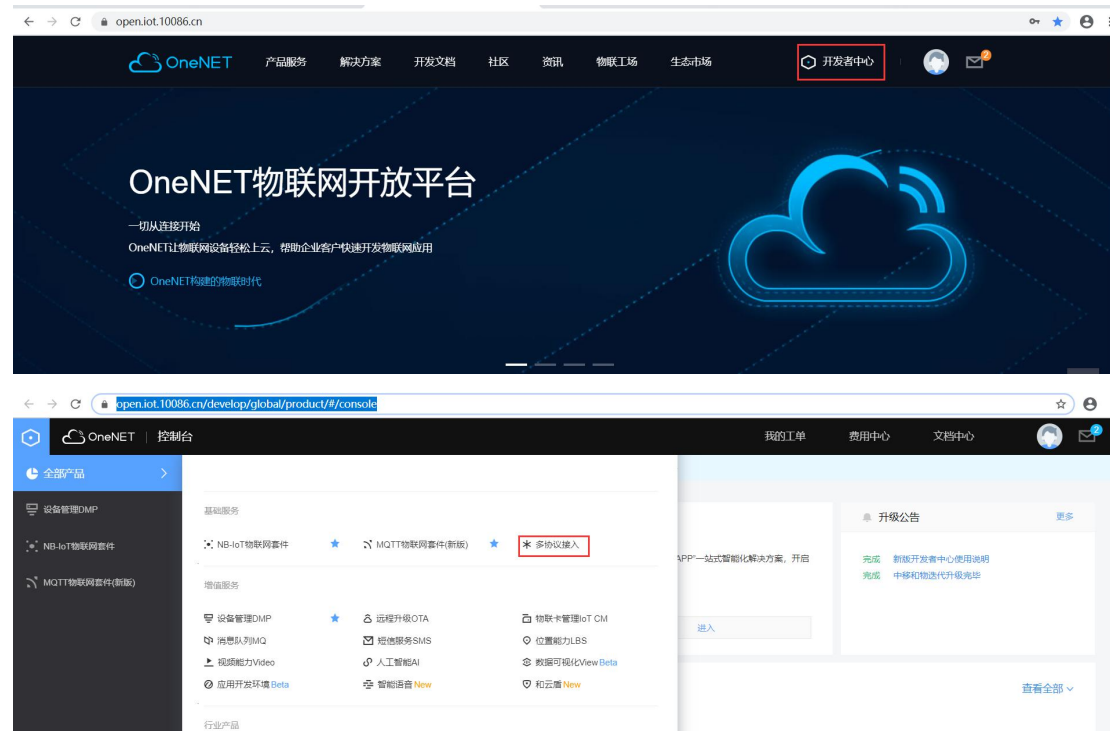 open.iot.10086.cn
OneNET 产品服务 解决方案 开发文档 社区 资讯 物联工场 生态市场 开发者中心 2
OneNET物联网开放平台
一切从连接开始
OneNET让物联网设备轻松上云，帮助企业客户快速开发物联网应用
OneNET构建的物联时代
open.iot.10086.cn/develop/global/product/#/console
OneNET 控制台 我的工单 费用中心 文档中心 2
全部产品
设备管理DMP
NB-IoT物联网套件
MQTT物联网套件(新版)
基础服务
NB-IoT物联网套件 MQTT物联网套件(新版) 多协议接入
增值服务
设备管理DMP 远程升级OTA 物联卡管理IoT CM
消息队列MQ 短信服务SMS 位置能力LBS
视频能力Video 人工智能AI 数据可视化View Beta
应用开发环境 Beta 智能语音 New 和云盾 New
行业产品
APP"一站式智能化解决方案，开启
进入
升级公告 更多
完成 新版开发者中心使用说明
完成 中移和物迭代升级完毕
查看全部